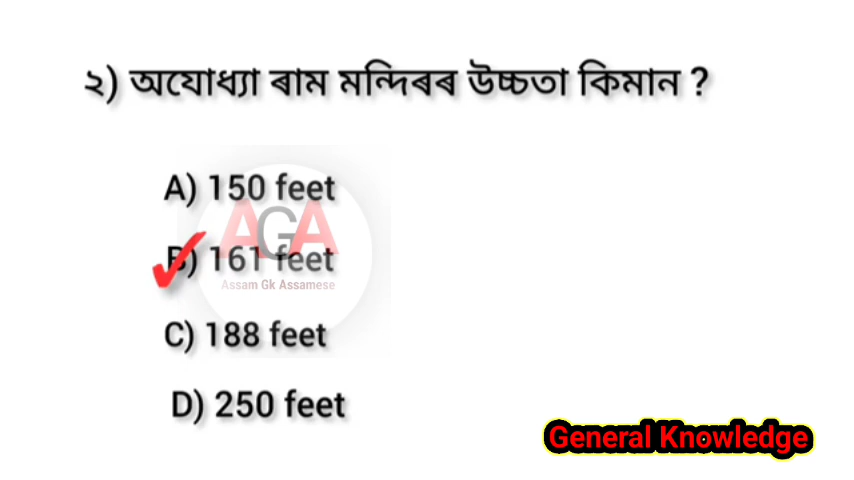 ২) অযোধ্যা ৰাম মন্দিৰৰ উচ্চতা কিমান ?
A) 150 feet
AGA
B) 161 feet
Assam Gk Assamese
C) 188 feet
D) 250 feet
General Knowledge